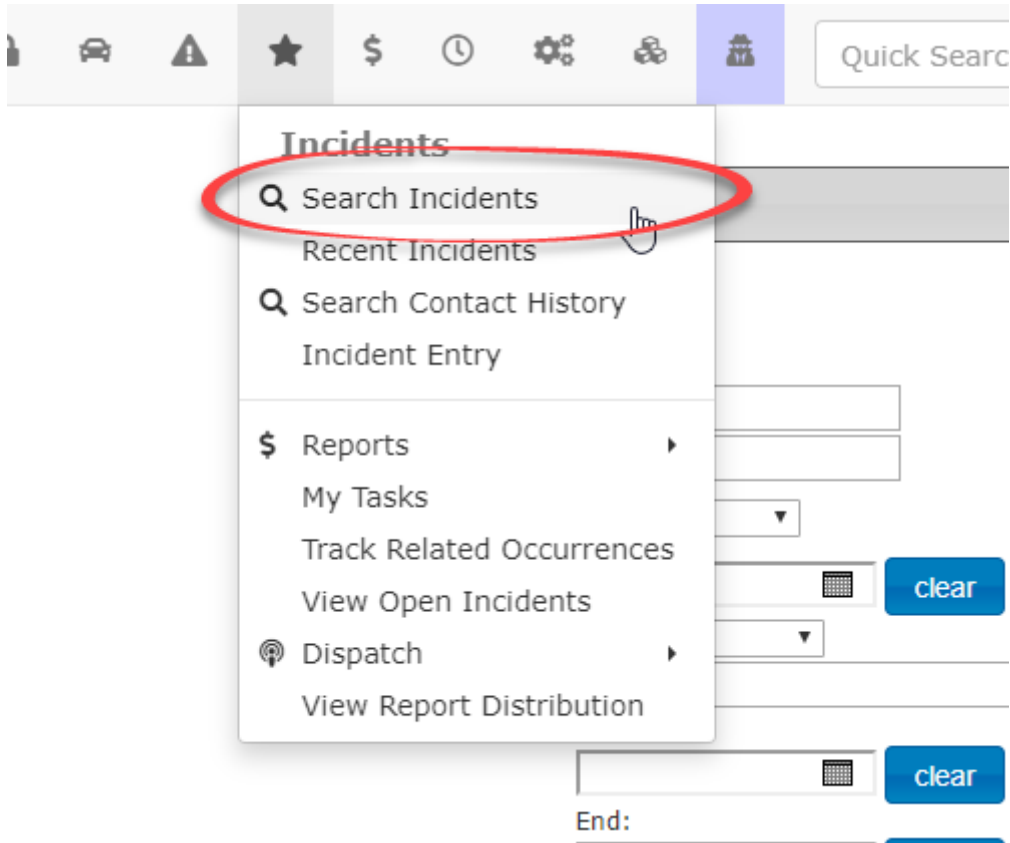 Quick Searc
Incidents
Search Incidents
Recent Incidents
Search Contact History
Incident Entry
$ Reports
My Tasks
Track Related Occurrences
clear
View Open Incidents
Dispatch
View Report Distribution
clear
End: